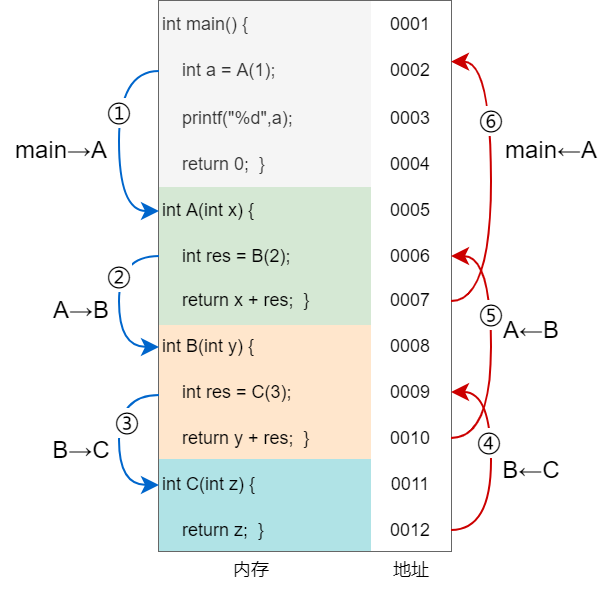 int main() { 0001
int a = A(1); 0002
①
⑥
printf("%d",a); 0003
main→A
main←A
return 0; } 0004
int A(int x) { 0005
int res = B(2); 0006
②
return x + res; } 0007
A→B
⑤
A←B
int B(int y) { 0008
int res = C(3); 0009
③
return y + res; } 0010
④
B→C
B←C
int C(int z) { 0011
return z; } 0012
内存 地址